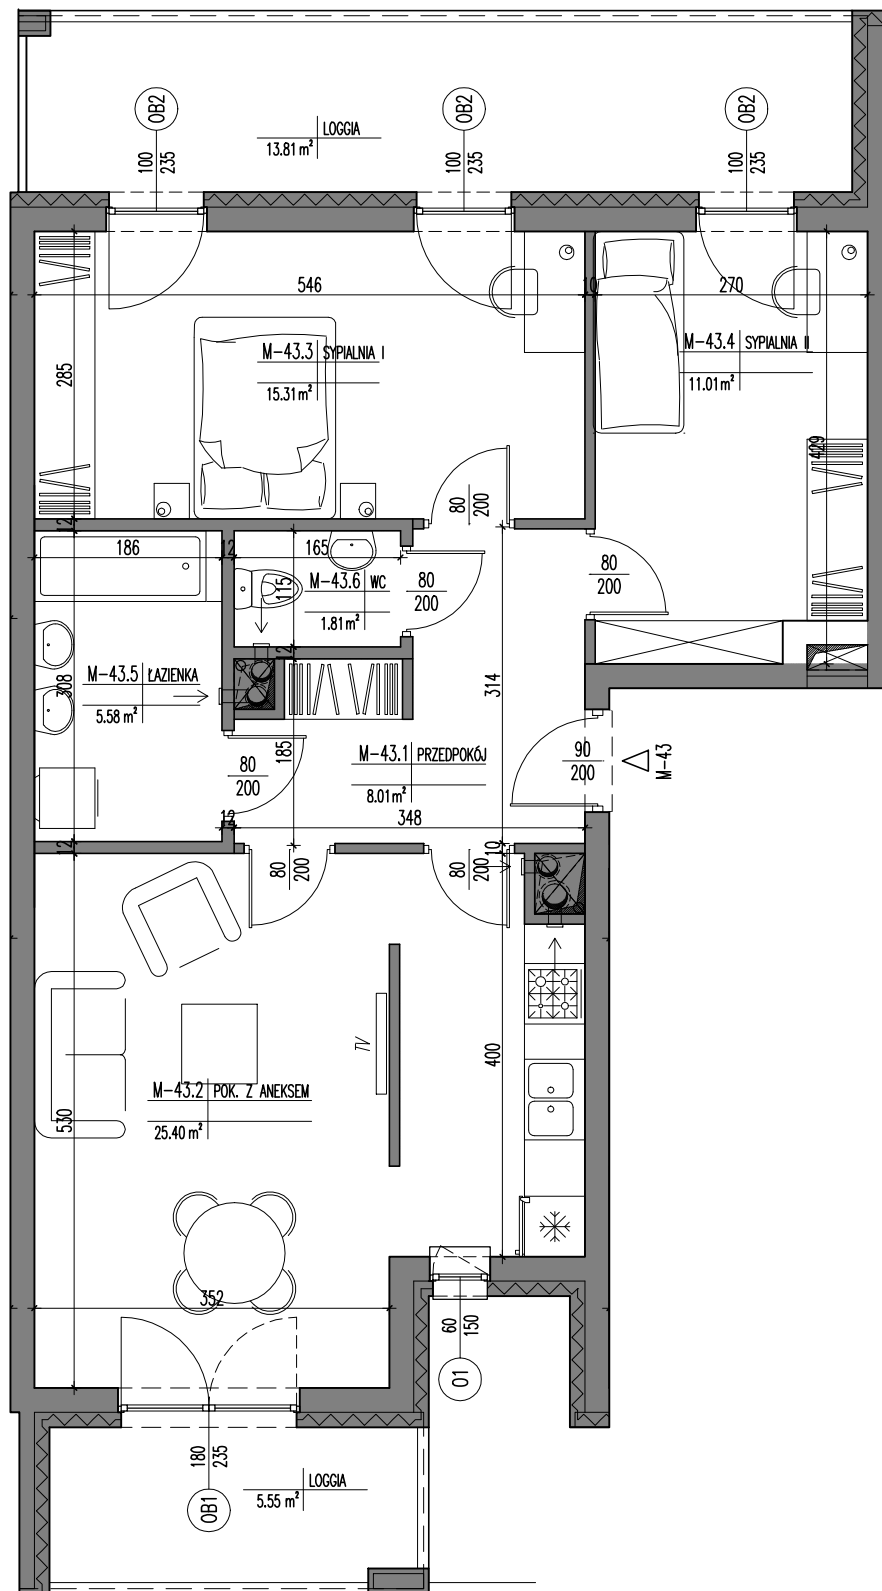 OB2
OB2
OB2
100
235
100
235
100
235
LOGGIA
13.81 m²
546
10
270
285
M-43.3 SYPIALNIA I
15.31 m²
M-43.4 SYPIALNIA II
11.01 m²
429
80
200
12
186
12
165
115
M-43.6 WC
1.81 m²
80
200
80
200
12
M-43.5 ŁAZIENKA
5.58 m²
308
314
185
M-43.1 PRZEDPOKÓJ
8.01 m²
80
200
90
200
M-43
12
348
12
80
200
80
200
10
TV
400
M-43.2 POK. Z ANEKSEM
25.40 m²
530
352
60
150
O1
180
235
OB1
LOGGIA
5.55 m²